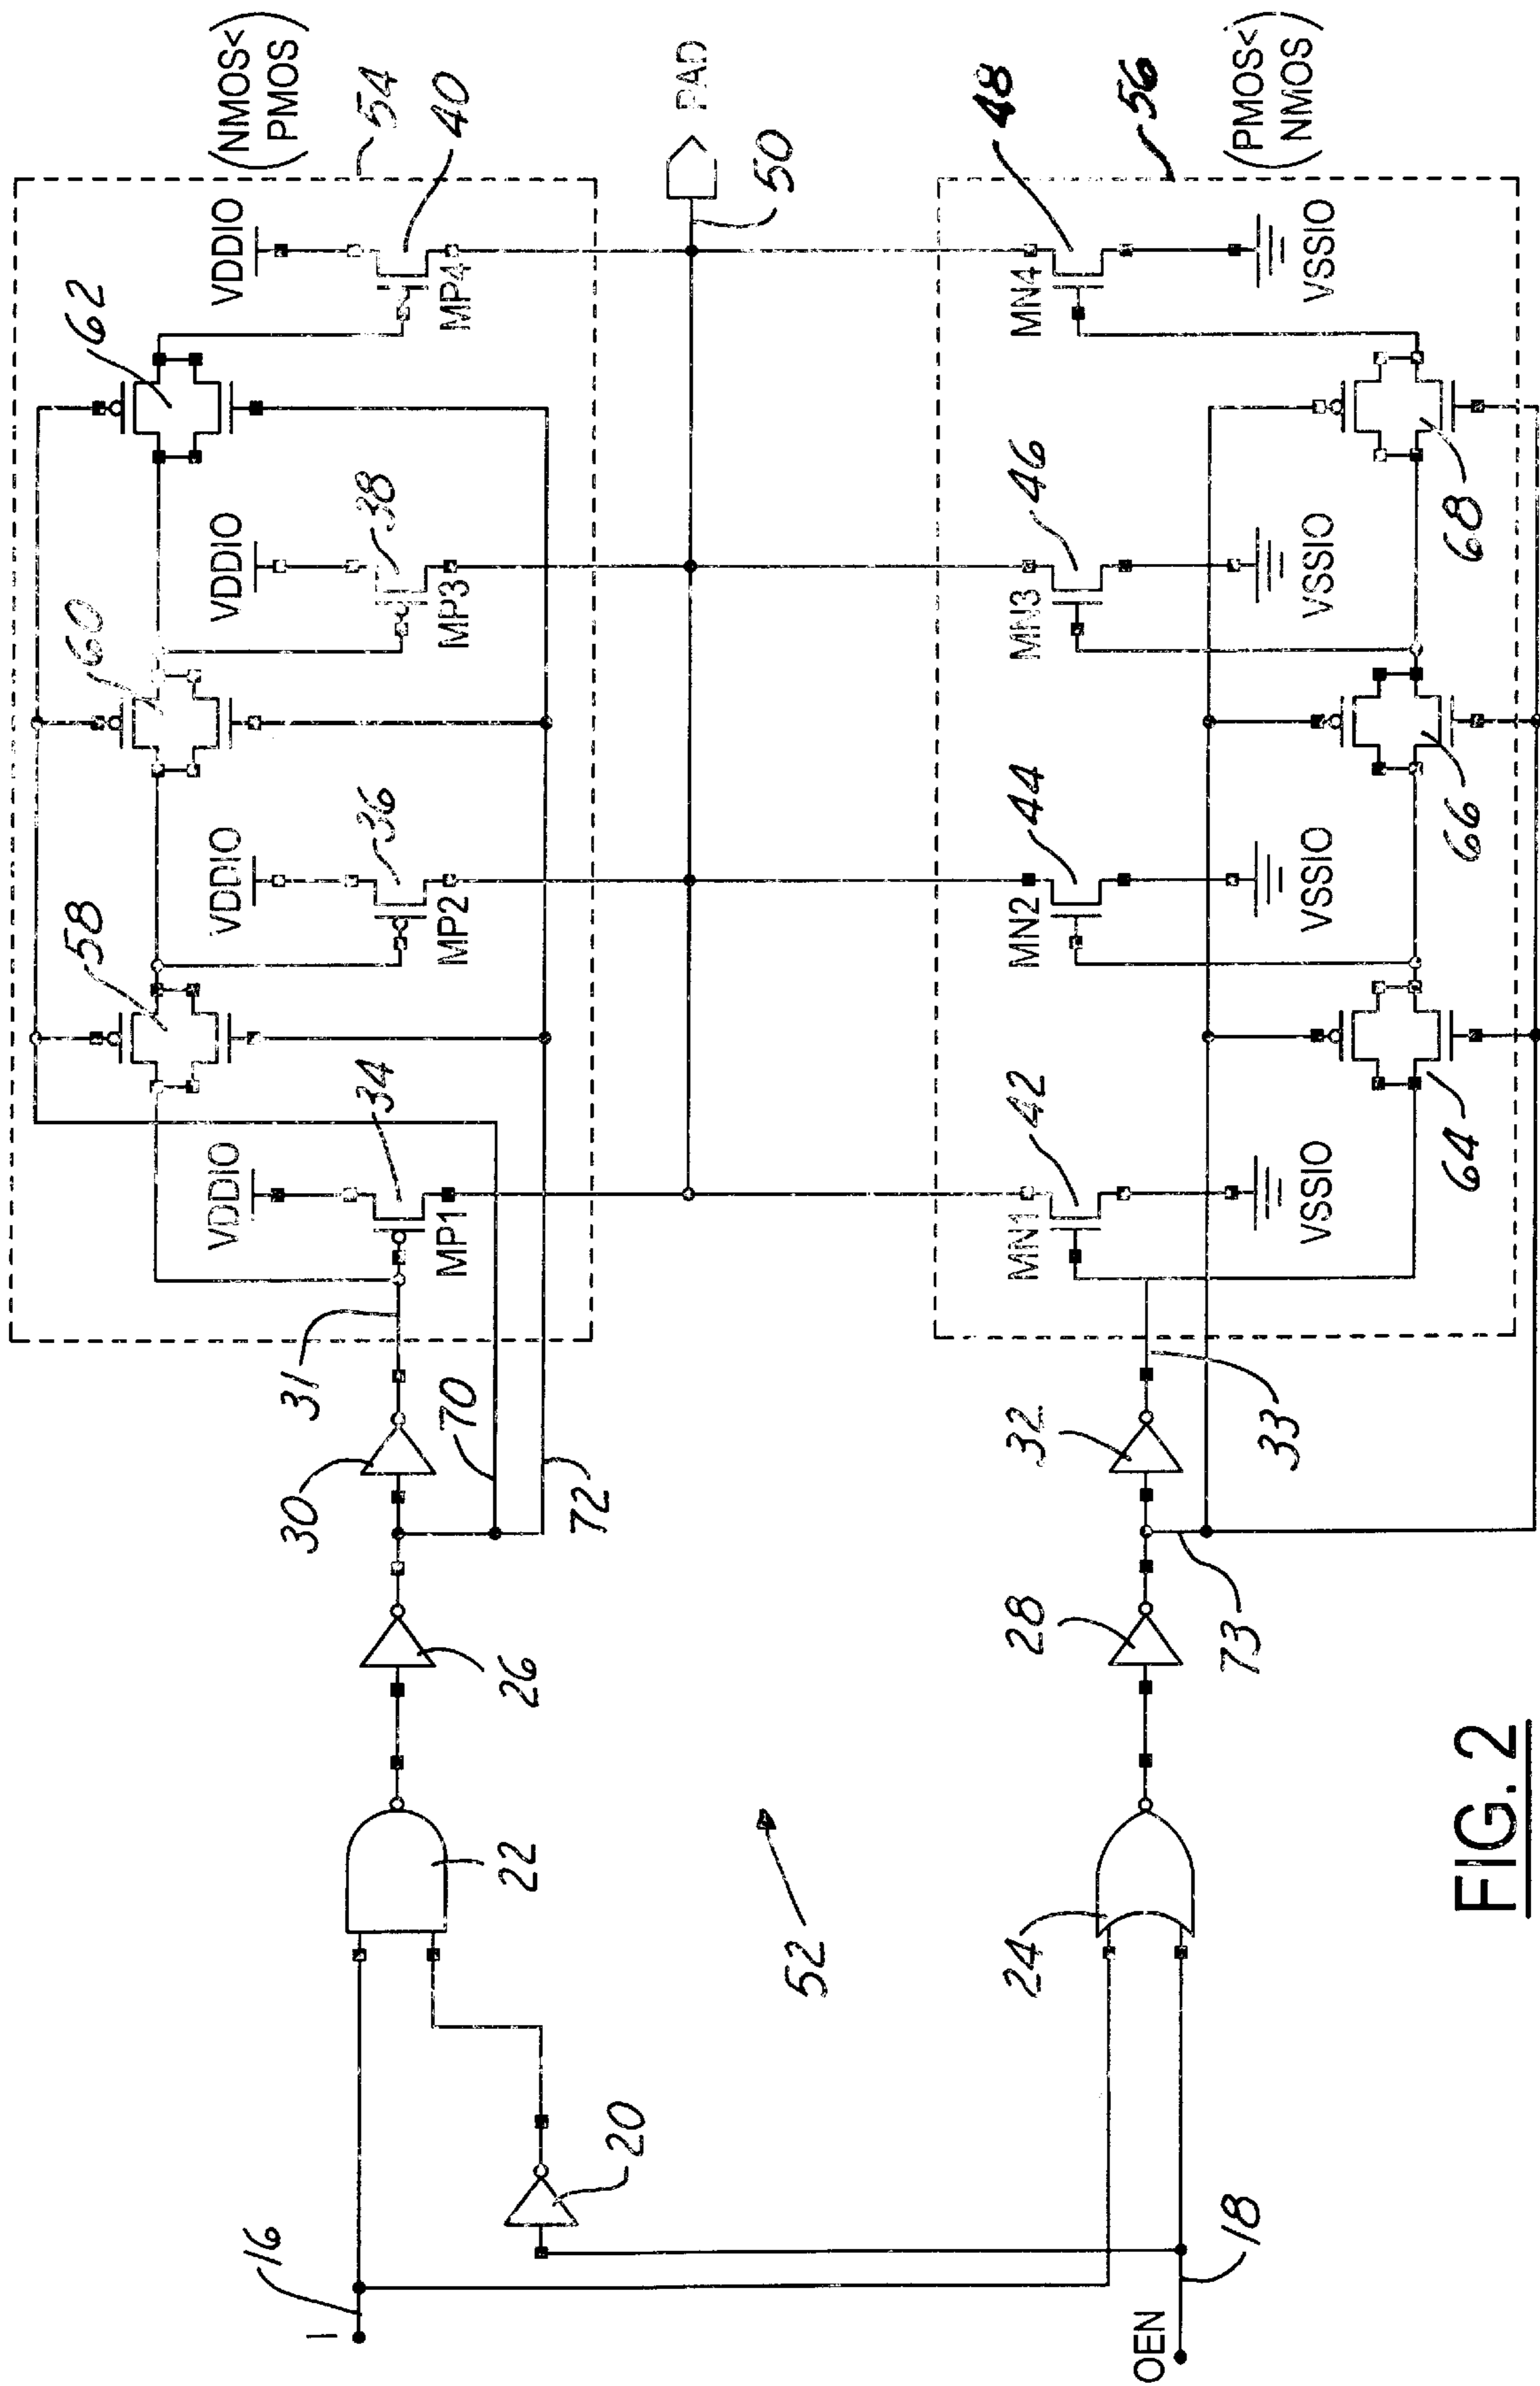 (NMOS<
PMOS)
54
VDDIO
62
40
MP4
PAD
50
60
VDDIO
38
MP3
58
VDDIO
36
MP2
VDDIO
34
MP1
31
30
70
72
26
22
16
I
20
52
48
(PMOS<
NMOS)
56
MN4
VSSIO
46
MN3
VSSIO
68
44
MN2
VSSIO
66
42
MN1
VSSIO
64
32
33
28
73
24
OEN
18
FIG. 2